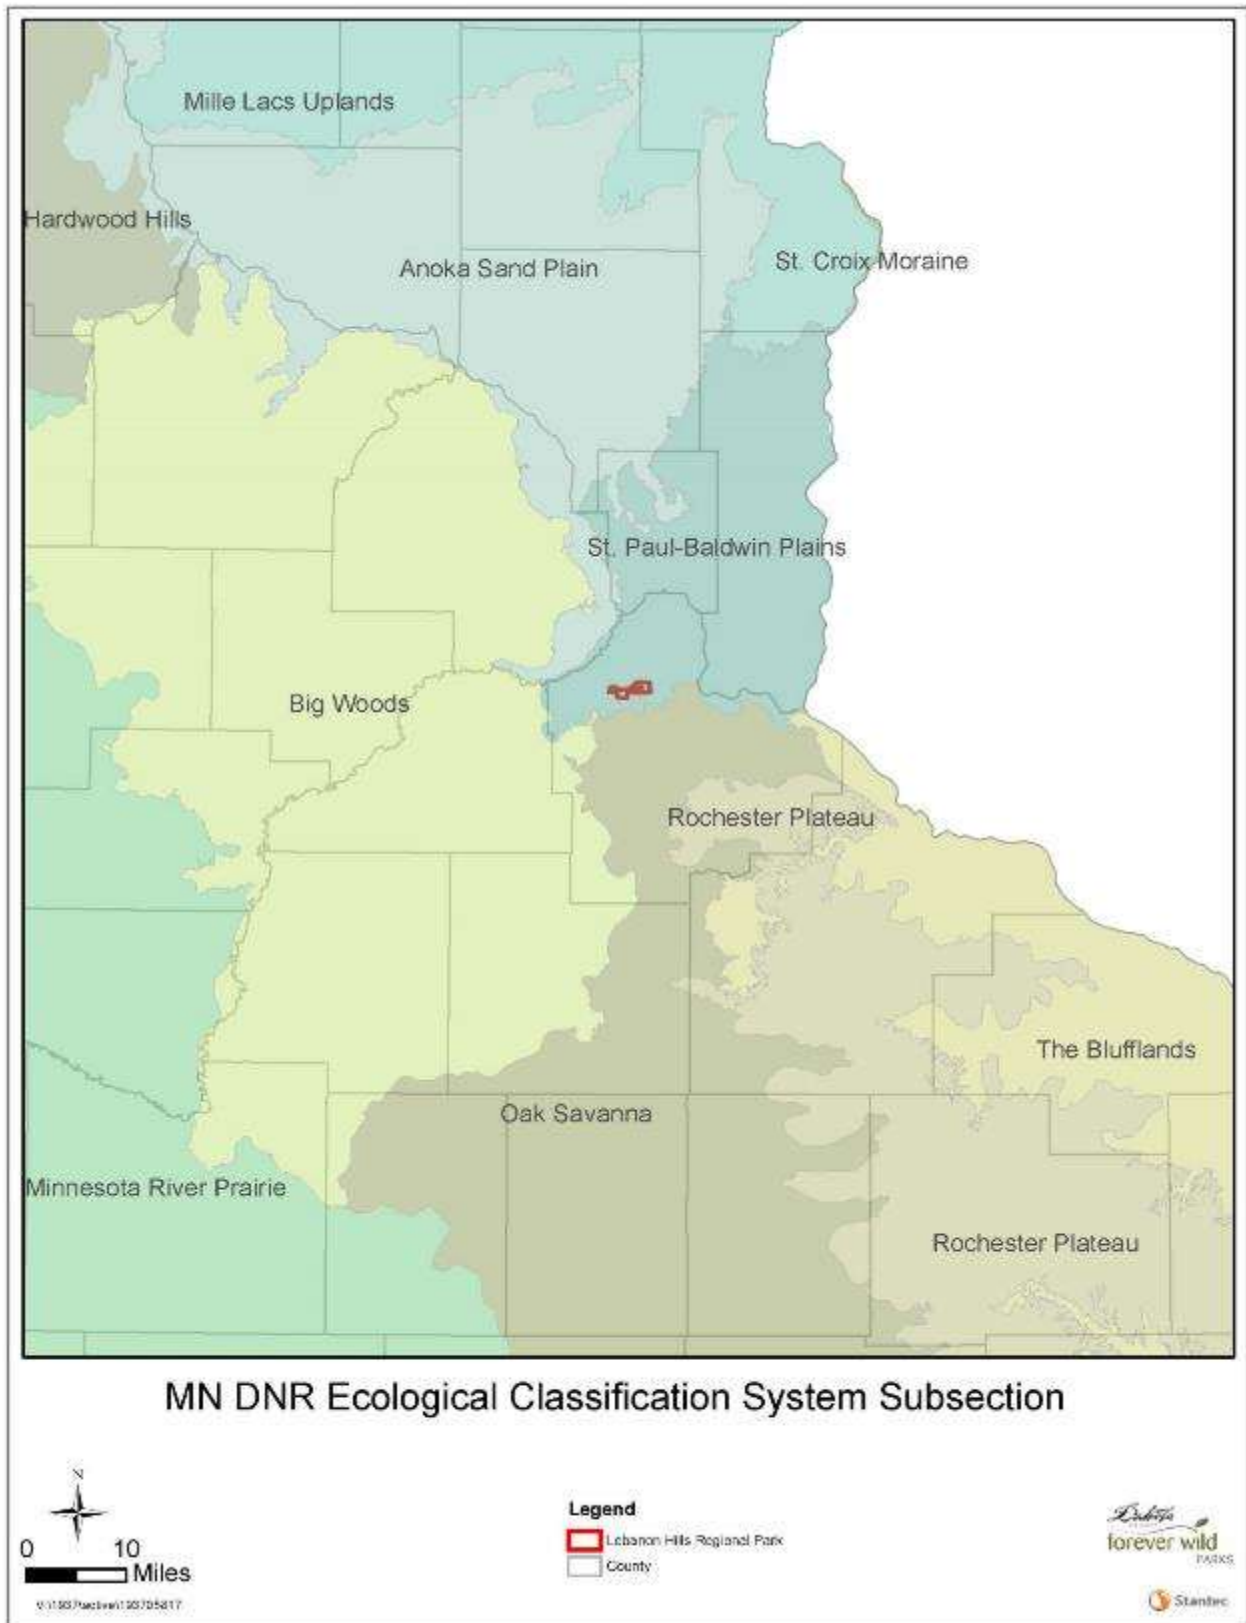 Mille Lacs Uplands
Hardwood Hills
Anoka Sand Plain
St. Croix Moraine
St. Paul-Baldwin Plains
Big Woods
Rochester Plateau
The Blufflands
Oak Savanna
Minnesota River Prairie
Rochester Plateau
MN DNR Ecological Classification System Subsection
N
0 10
Miles
Legend
Lebanon Hills Regional Park
County
Dakota
forever wild
PARKS
Stantec